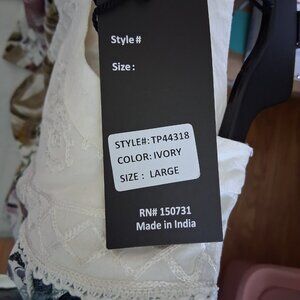 Style #
Size :
STYLE#: TP44318
COLOR: IVORY
SIZE : LARGE
RN# 150731
Made in India